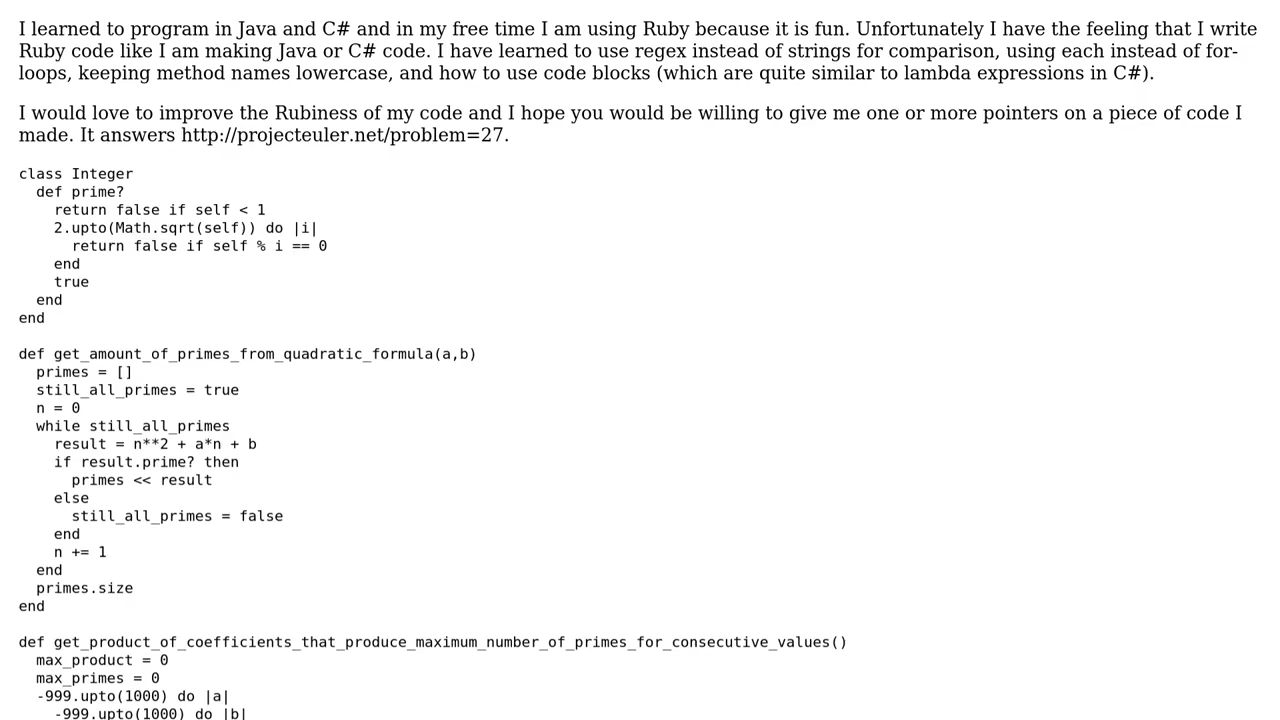 I learned to program in Java and C# and in my free time I am using Ruby because it is fun. Unfortunately I have the feeling that I write
Ruby code like I am making Java or C# code. I have learned to use regex instead of strings for comparison, using each instead of for-
loops, keeping method names lowercase, and how to use code blocks (which are quite similar to lambda expressions in C#).
I would love to improve the Rubiness of my code and I hope you would be willing to give me one or more pointers on a piece of code I
made. It answers http://projecteuler.net/problem=27.
class Integer
  def prime?
    return false if self < 1
    2.upto(Math.sqrt(self)) do |i|
      return false if self % i == 0
    end
    true
  end
end
def get_amount_of_primes_from_quadratic_formula(a,b)
  primes = []
  still_all_primes = true
  n = 0
  while still_all_primes
    result = n**2 + a*n + b
    if result.prime? then
      primes << result
    else
      still_all_primes = false
    end
    n += 1
  end
  primes.size
end
def get_product_of_coefficients_that_produce_maximum_number_of_primes_for_consecutive_values()
  max_product = 0
  max_primes = 0
  -999.upto(1000) do |a|
    -999.upto(1000) do |b|